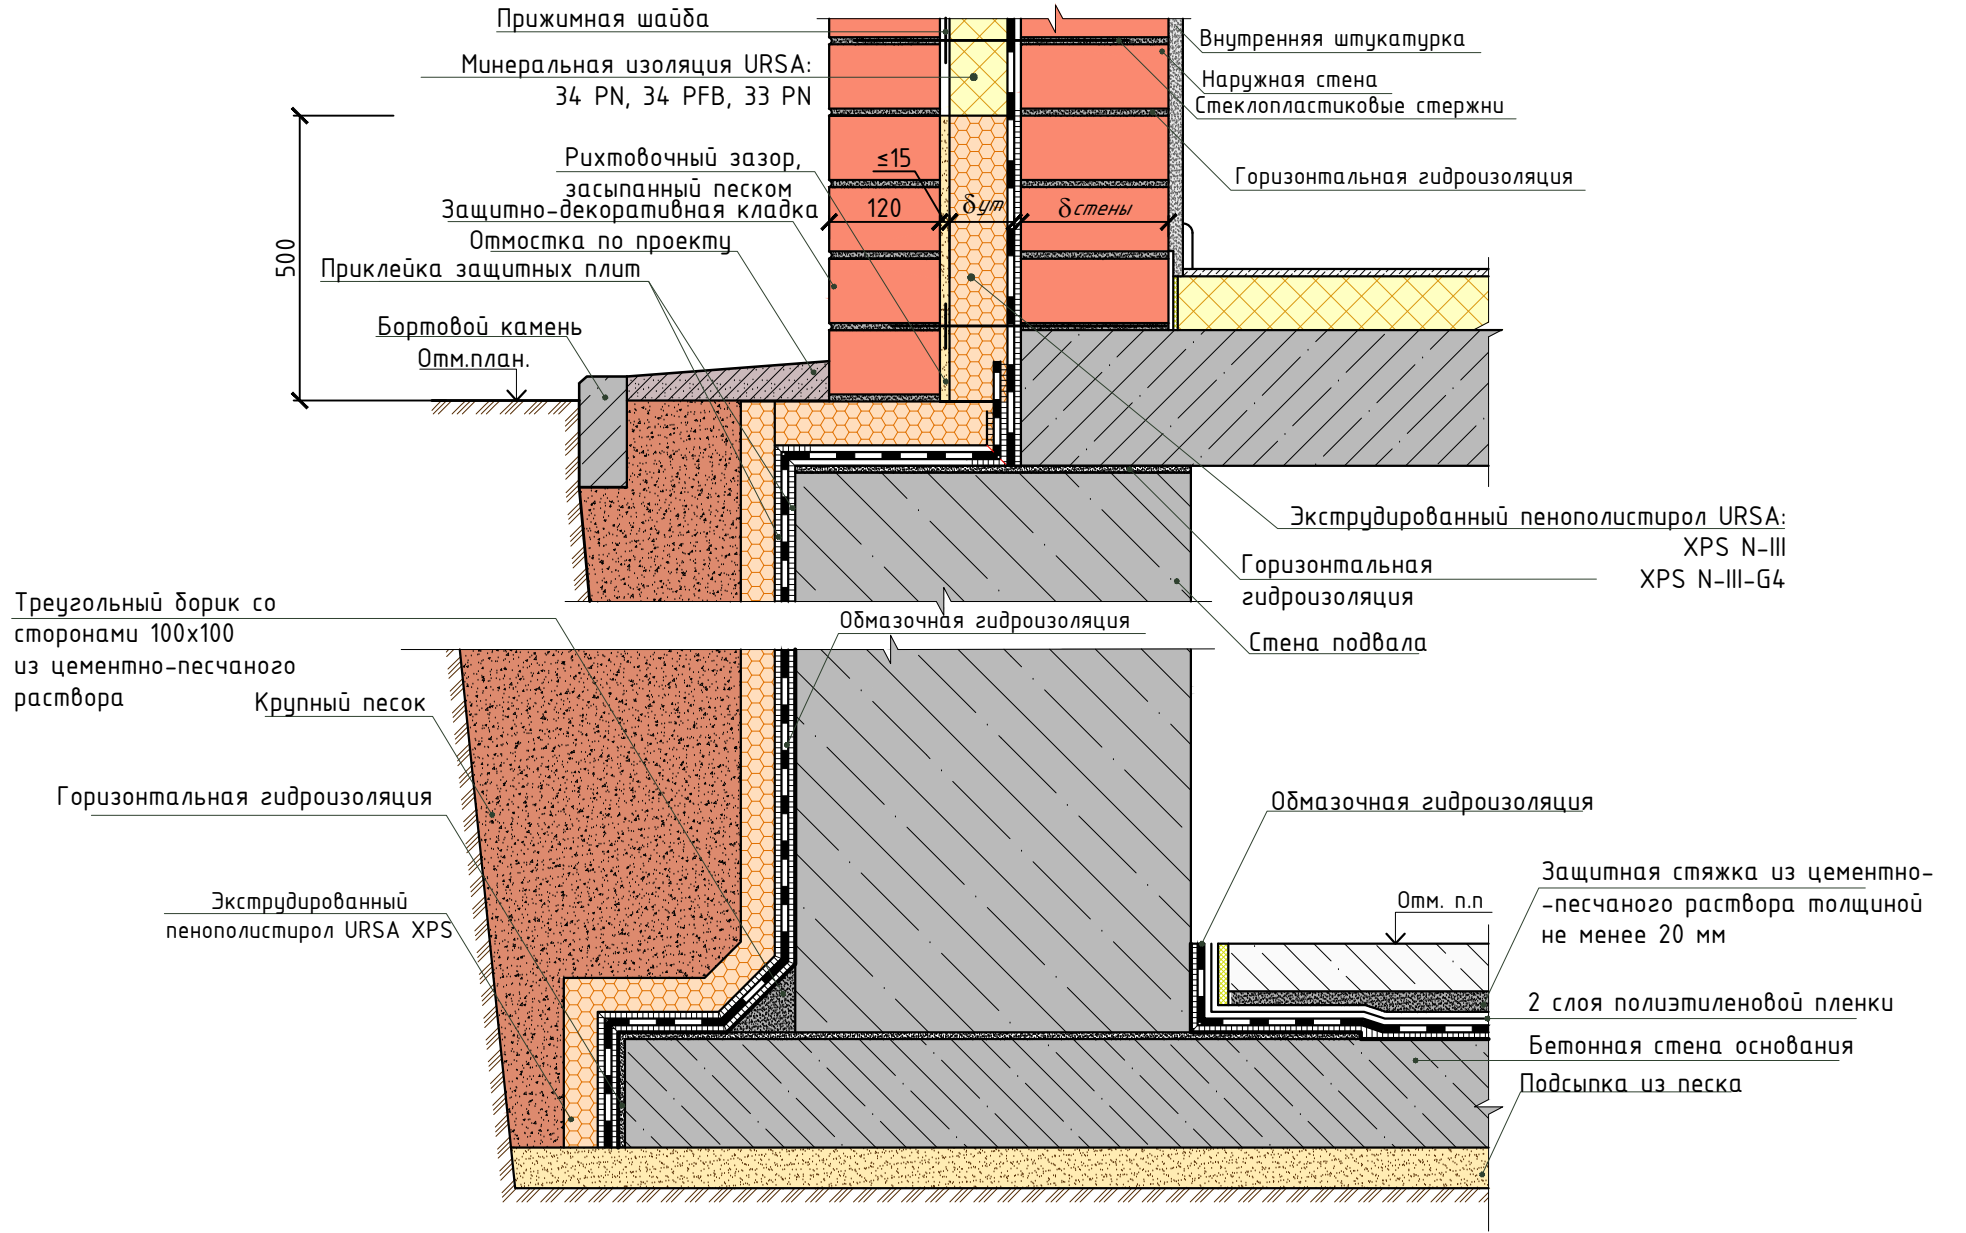 Прижимная шайба
Минеральная изоляция URSA:
34 PN, 34 PFB, 33 PN
Рихтовочный зазор,
засыпанный песком
Защитно-декоративная кладка
Отмостка по проекту
Приклейка защитных плит
Бортовой камень
Отм.план.
500
≤15
120
δут
δстены
Внутренняя штукатурка
Наружная стена
Стеклопластиковые стержни
Горизонтальная гидроизоляция
Экструдированный пенополистирол URSA:
XPS N-III
XPS N-III-G4
Горизонтальная
гидроизоляция
Стена подвала
Обмазочная гидроизоляция
Треугольный борик со
сторонами 100х100
из цементно-песчаного
раствора
Крупный песок
Горизонтальная гидроизоляция
Экструдированный
пенополистирол URSA XPS
Обмазочная гидроизоляция
Защитная стяжка из цементно-
-песчаного раствора толщиной
не менее 20 мм
Отм. п.п
2 слоя полиэтиленовой пленки
Бетонная стена основания
Подсыпка из песка